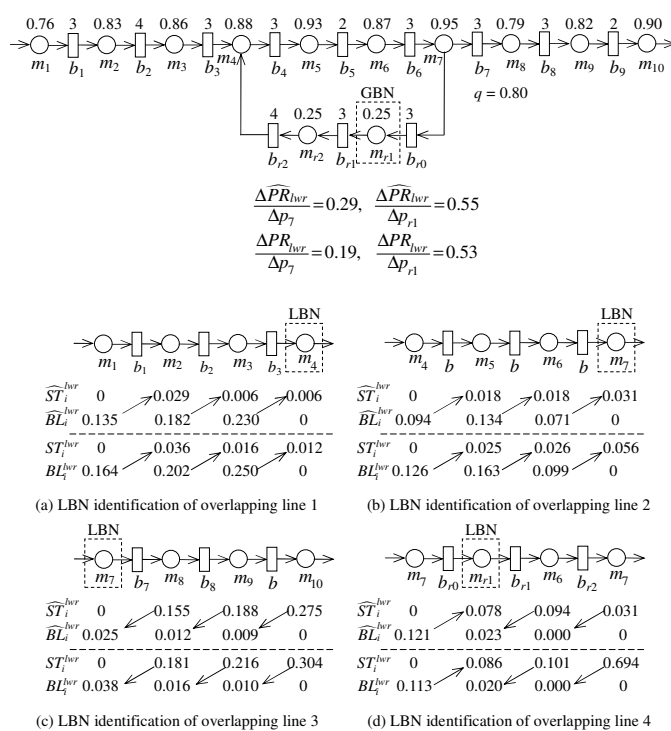 0.76 3 0.83 4 0.86 3 0.88 3 0.93 2 0.87 3 0.95 3 0.79 3 0.82 2 0.90
m1 b1 m2 b2 m3 b3 m4 b4 m5 b5 m6 b6 m7 b7 m8 b8 m9 b9 m10
q = 0.80
GBN
4 0.25 3 0.25 3
br2 mr2 br1 mr1 br0
ΔP̂R_lwr/Δp7 = 0.29, ΔP̂R_lwr/Δpr1 = 0.55
ΔPR_lwr/Δp7 = 0.19, ΔPR_lwr/Δpr1 = 0.53
LBN
m1 b1 m2 b2 m3 b3 m4
ŜT_i^lwr 0 0.029 0.006 0.006
B̂L_i^lwr 0.135 0.182 0.230 0
ST_i^lwr 0 0.036 0.016 0.012
BL_i^lwr 0.164 0.202 0.250 0
(a) LBN identification of overlapping line 1
LBN
m4 b m5 b m6 b m7
ŜT_i^lwr 0 0.018 0.018 0.031
B̂L_i^lwr 0.094 0.134 0.071 0
ST_i^lwr 0 0.025 0.026 0.056
BL_i^lwr 0.126 0.163 0.099 0
(b) LBN identification of overlapping line 2
LBN
m7 b7 m8 b8 m9 b m10
ŜT_i^lwr 0 0.155 0.188 0.275
B̂L_i^lwr 0.025 0.012 0.009 0
ST_i^lwr 0 0.181 0.216 0.304
BL_i^lwr 0.038 0.016 0.010 0
(c) LBN identification of overlapping line 3
LBN
m7 br0 mr1 br1 m6 br2 m7
ŜT_i^lwr 0 0.078 0.094 0.031
B̂L_i^lwr 0.121 0.023 0.000 0
ST_i^lwr 0 0.086 0.101 0.694
BL_i^lwr 0.113 0.020 0.000 0
(d) LBN identification of overlapping line 4